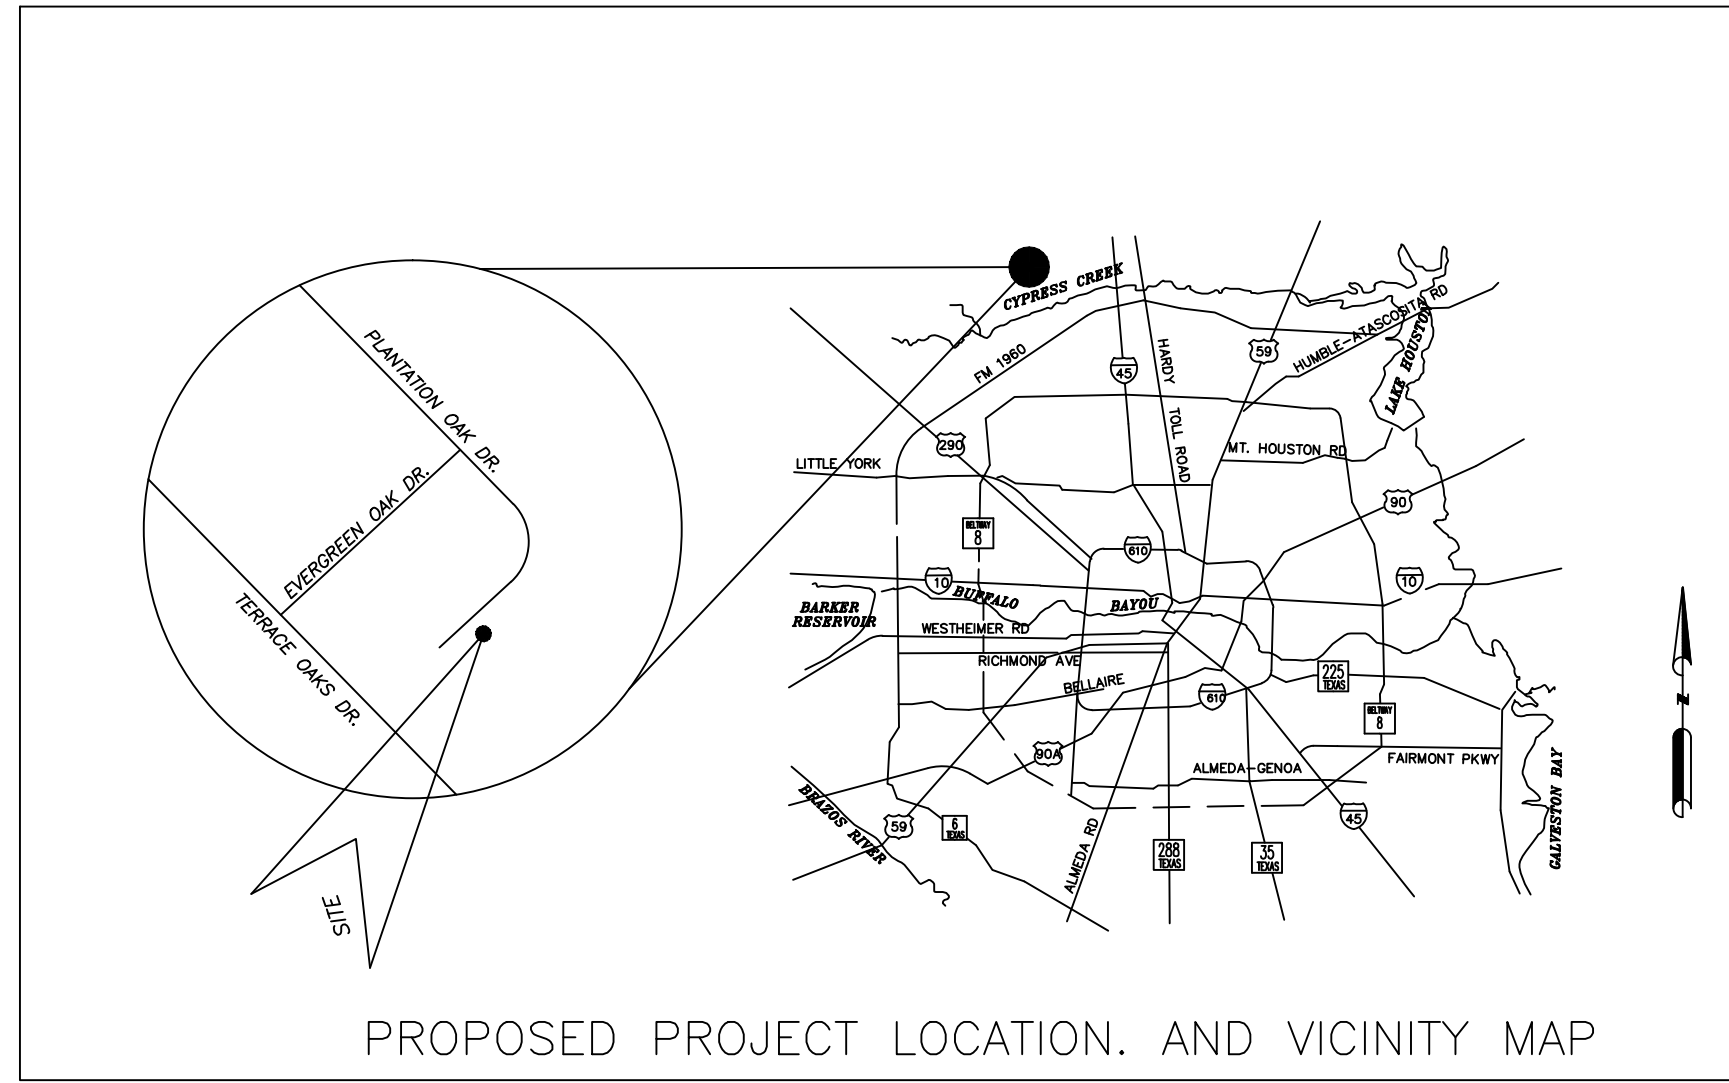 PLANTATION OAK DR.
EVERGREEN OAK DR.
TERRACE OAKS DR.
SITE
CYPRESS CREEK
FM 1960
45
HARDY
TOLL ROAD
59
HUMBLE-ATASCOSITA RD
LAKE HOUSTON
290
LITTLE YORK
MT. HOUSTON RD
90
BELTWAY
8
610
10
10
BARKER
RESERVOIR
BUFFALO
BAYOU
WESTHEIMER RD
RICHMOND AVE
BELLAIRE
610
225
TEXAS
BELTWAY
8
90A
ALMEDA-GENOA
FAIRMONT PKWY
BRAZOS RIVER
59
6
TEXAS
ALMEDA RD
288
TEXAS
35
TEXAS
45
GALVESTON BAY
N
PROPOSED PROJECT LOCATION. AND VICINITY MAP